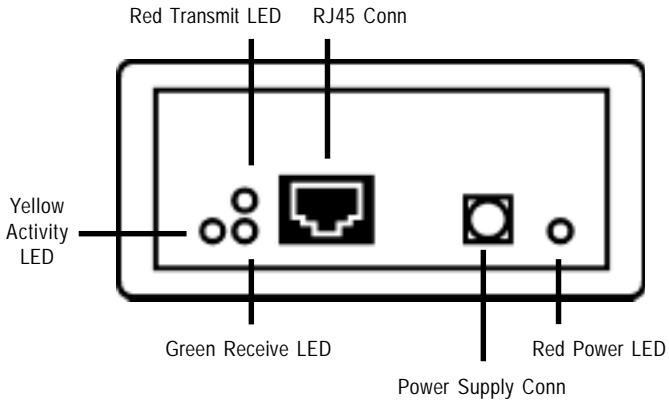 Red Transmit LED
RJ45 Conn
Yellow
Activity
LED
Green Receive LED
Red Power LED
Power Supply Conn